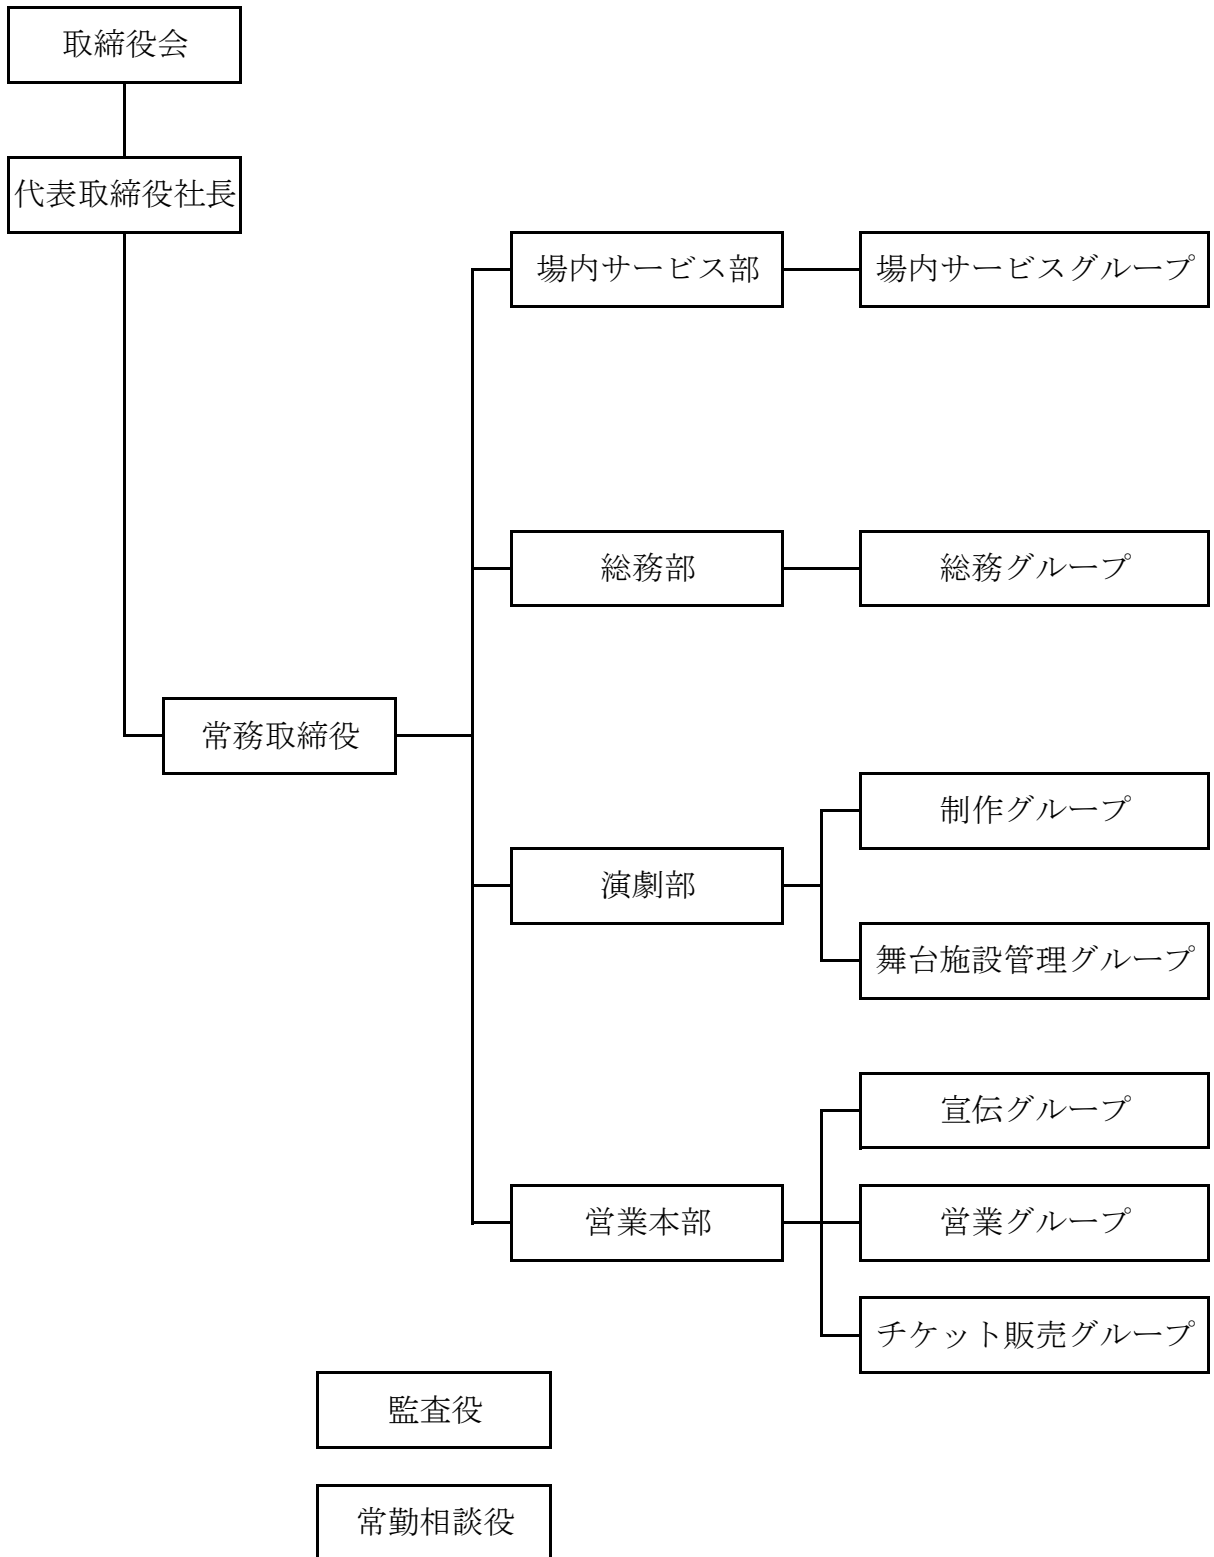 取締役会
代表取締役社長
場内サービス部
場内サービスグループ
総務部
総務グループ
常務取締役
制作グループ
演劇部
舞台施設管理グループ
宣伝グループ
営業本部
営業グループ
チケット販売グループ
監査役
常勤相談役